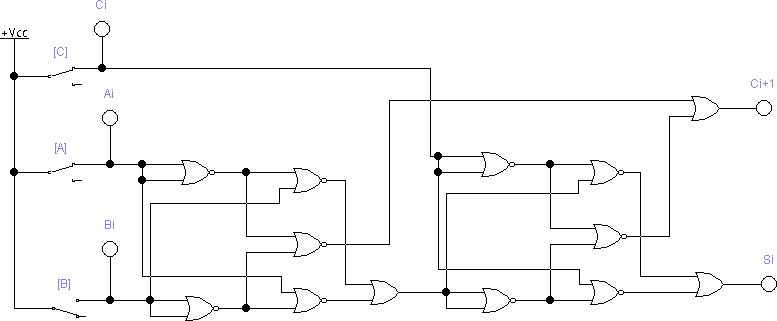 Ci
+Vcc
[C]
Ci+1
Ai
[A]
Bi
Si
[B]